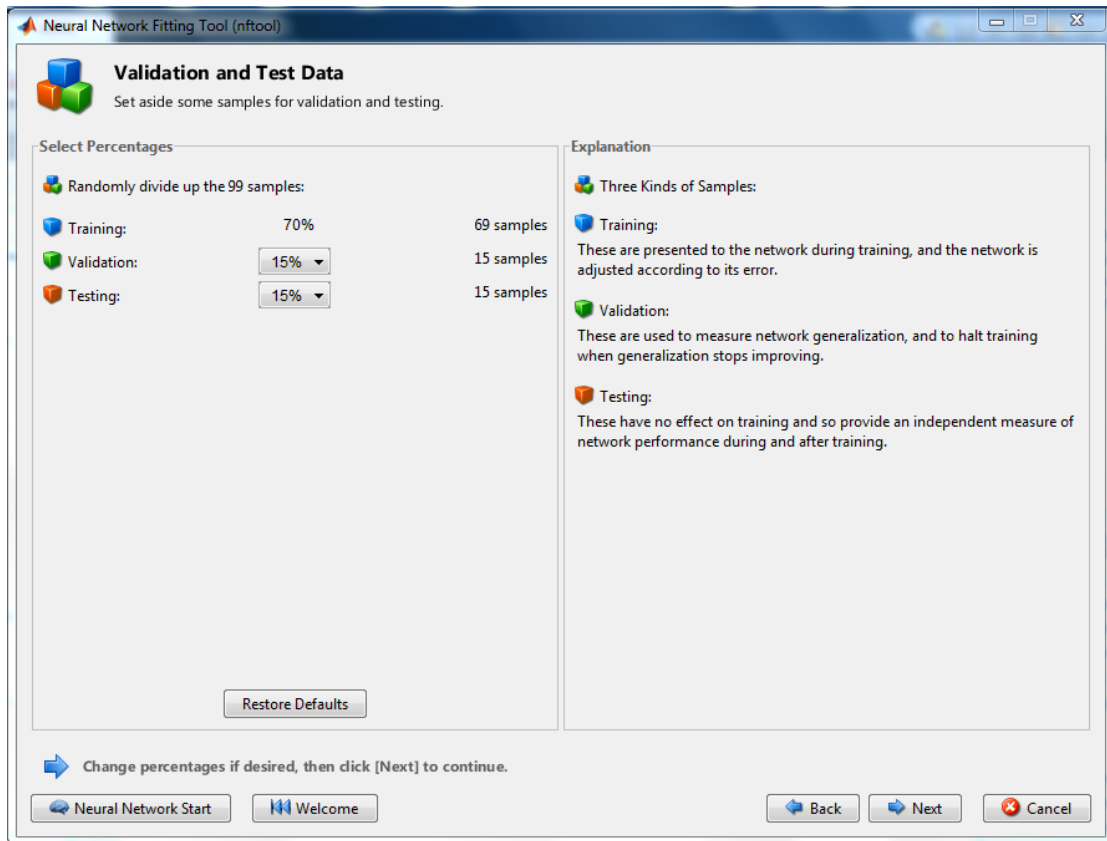 Neural Network Fitting Tool (nftool)
Validation and Test Data
Set aside some samples for validation and testing.
Select Percentages
Randomly divide up the 99 samples:
Training: 70% 69 samples
Validation: 15% 15 samples
Testing: 15% 15 samples
Restore Defaults
Explanation
Three Kinds of Samples:
Training:
These are presented to the network during training, and the network is
adjusted according to its error.
Validation:
These are used to measure network generalization, and to halt training
when generalization stops improving.
Testing:
These have no effect on training and so provide an independent measure of
network performance during and after training.
Change percentages if desired, then click [Next] to continue.
Neural Network Start Welcome Back Next Cancel